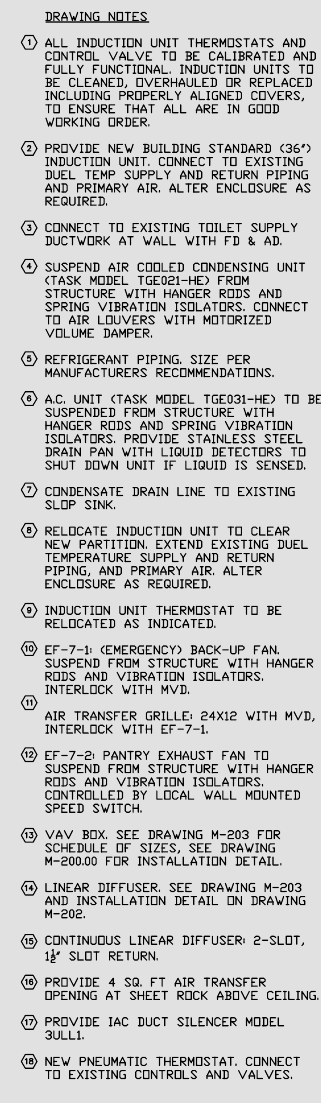 DRAWING NOTES
1 ALL INDUCTION UNIT THERMOSTATS AND
CONTROL VALVE TO BE CALIBRATED AND
FULLY FUNCTIONAL. INDUCTION UNITS TO
BE CLEANED, OVERHAULED OR REPLACED
INCLUDING PROPERLY ALIGNED COVERS,
TO ENSURE THAT ALL ARE IN GOOD
WORKING ORDER.
2 PROVIDE NEW BUILDING STANDARD (36")
INDUCTION UNIT. CONNECT TO EXISTING
DUEL TEMP SUPPLY AND RETURN PIPING
AND PRIMARY AIR. ALTER ENCLOSURE AS
REQUIRED.
3 CONNECT TO EXISTING TOILET SUPPLY
DUCTWORK AT WALL WITH FD & AD.
4 SUSPEND AIR COOLED CONDENSING UNIT
(TASK MODEL TGE021-HE) FROM
STRUCTURE WITH HANGER RODS AND
SPRING VIBRATION ISOLATORS. CONNECT
TO AIR LOUVERS WITH MOTORIZED
VOLUME DAMPER.
5 REFRIGERANT PIPING. SIZE PER
MANUFACTURERS RECOMMENDATIONS.
6 A.C. UNIT (TASK MODEL TGE031-HE) TO BE
SUSPENDED FROM STRUCTURE WITH
HANGER RODS AND SPRING VIBRATION
ISOLATORS. PROVIDE STAINLESS STEEL
DRAIN PAN WITH LIQUID DETECTORS TO
SHUT DOWN UNIT IF LIQUID IS SENSED.
7 CONDENSATE DRAIN LINE TO EXISTING
SLOP SINK.
8 RELOCATE INDUCTION UNIT TO CLEAR
NEW PARTITION. EXTEND EXISTING DUEL
TEMPERATURE SUPPLY AND RETURN
PIPING, AND PRIMARY AIR. ALTER
ENCLOSURE AS REQUIRED.
9 INDUCTION UNIT THERMOSTAT TO BE
RELOCATED AS INDICATED.
10 EF-7-1: (EMERGENCY) BACK-UP FAN.
SUSPEND FROM STRUCTURE WITH HANGER
RODS AND VIBRATION ISOLATORS.
INTERLOCK WITH MVD.
11
AIR TRANSFER GRILLE: 24X12 WITH MVD,
INTERLOCK WITH EF-7-1.
12 EF-7-2: PANTRY EXHAUST FAN TO
SUSPEND FROM STRUCTURE WITH HANGER
RODS AND VIBRATION ISOLATORS.
CONTROLLED BY LOCAL WALL MOUNTED
SPEED SWITCH.
13 VAV BOX. SEE DRAWING M-203 FOR
SCHEDULE OF SIZES, SEE DRAWING
M-200.00 FOR INSTALLATION DETAIL.
14 LINEAR DIFFUSER. SEE DRAWING M-203
AND INSTALLATION DETAIL ON DRAWING
M-202.
15 CONTINUOUS LINEAR DIFFUSER: 2-SLOT,
1½" SLOT RETURN.
16 PROVIDE 4 SQ. FT AIR TRANSFER
OPENING AT SHEET ROCK ABOVE CEILING.
17 PROVIDE IAC DUCT SILENCER MODEL
3ULL1.
18 NEW PNEUMATIC THERMOSTAT. CONNECT
TO EXISTING CONTROLS AND VALVES.